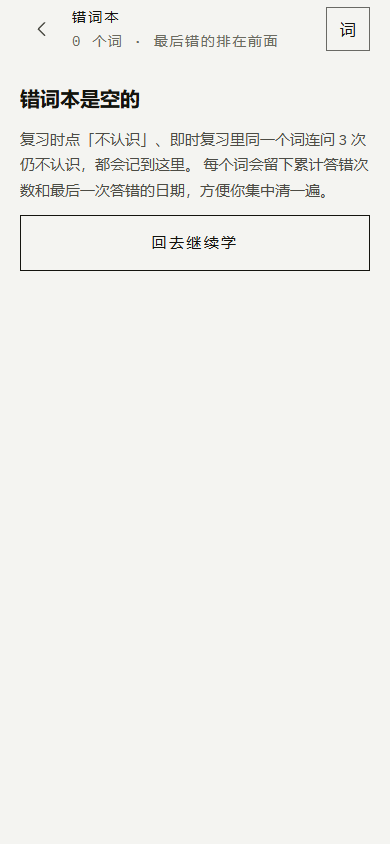 错词本
0 个词 · 最后错的排在前面
词
错词本是空的
复习时点「不认识」、即时复习里同一个词连问 3 次
仍不认识，都会记到这里。 每个词会留下累计答错次
数和最后一次答错的日期，方便你集中清一遍。
回去继续学